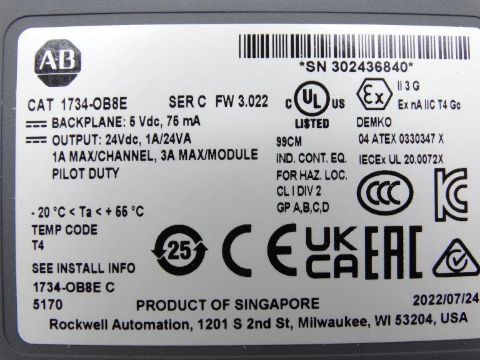 AB
*SN 302436840*
CAT 1734-OB8E SER C FW 3.022
BACKPLANE: 5 Vdc, 75 mA
OUTPUT: 24Vdc, 1A/24VA
1A MAX/CHANNEL, 3A MAX/MODULE
PILOT DUTY
c UL
LISTED
99CM
IND. CONT. EQ.
FOR HAZ. LOC.
CL I DIV 2
GP A,B,C,D
Ex II 3 G
Ex nA IIC T4 Gc
DEMKO
04 ATEX 0330347 X
IECEx UL 20.0072X
CCC
KC
-20 °C < Ta < + 55 °C
TEMP CODE
T4
25
CE
UK
CA
EAC
SEE INSTALL INFO
1734-OB8E C
5170
PRODUCT OF SINGAPORE
2022/07/24
Rockwell Automation, 1201 S 2nd St, Milwaukee, WI 53204, USA